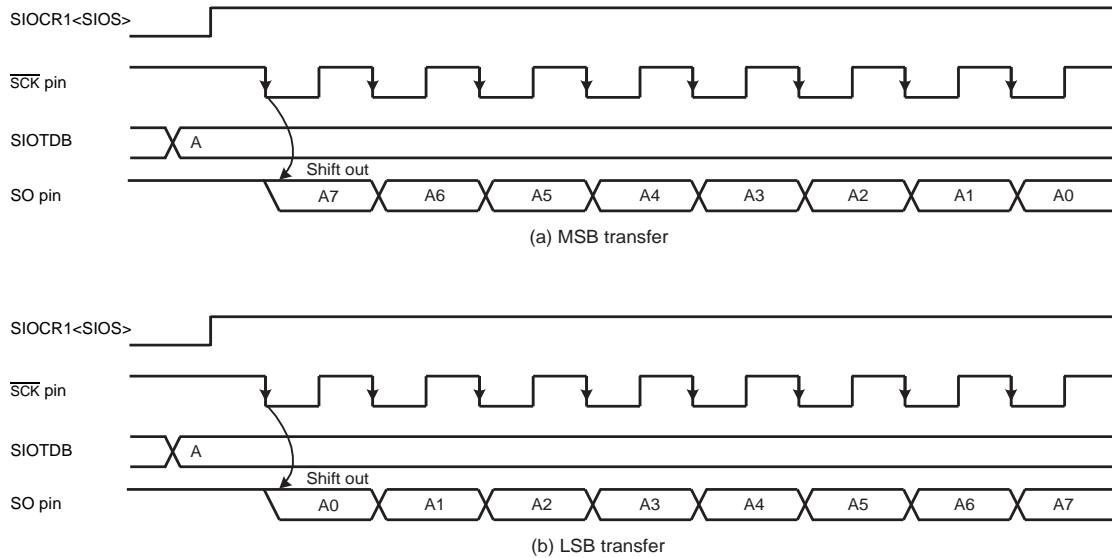 SIOCR1<SIOS>
SCK pin
SIOTDB A
Shift out
SO pin A7 A6 A5 A4 A3 A2 A1 A0
(a) MSB transfer
SIOCR1<SIOS>
SCK pin
SIOTDB A
Shift out
SO pin A0 A1 A2 A3 A4 A5 A6 A7
(b) LSB transfer